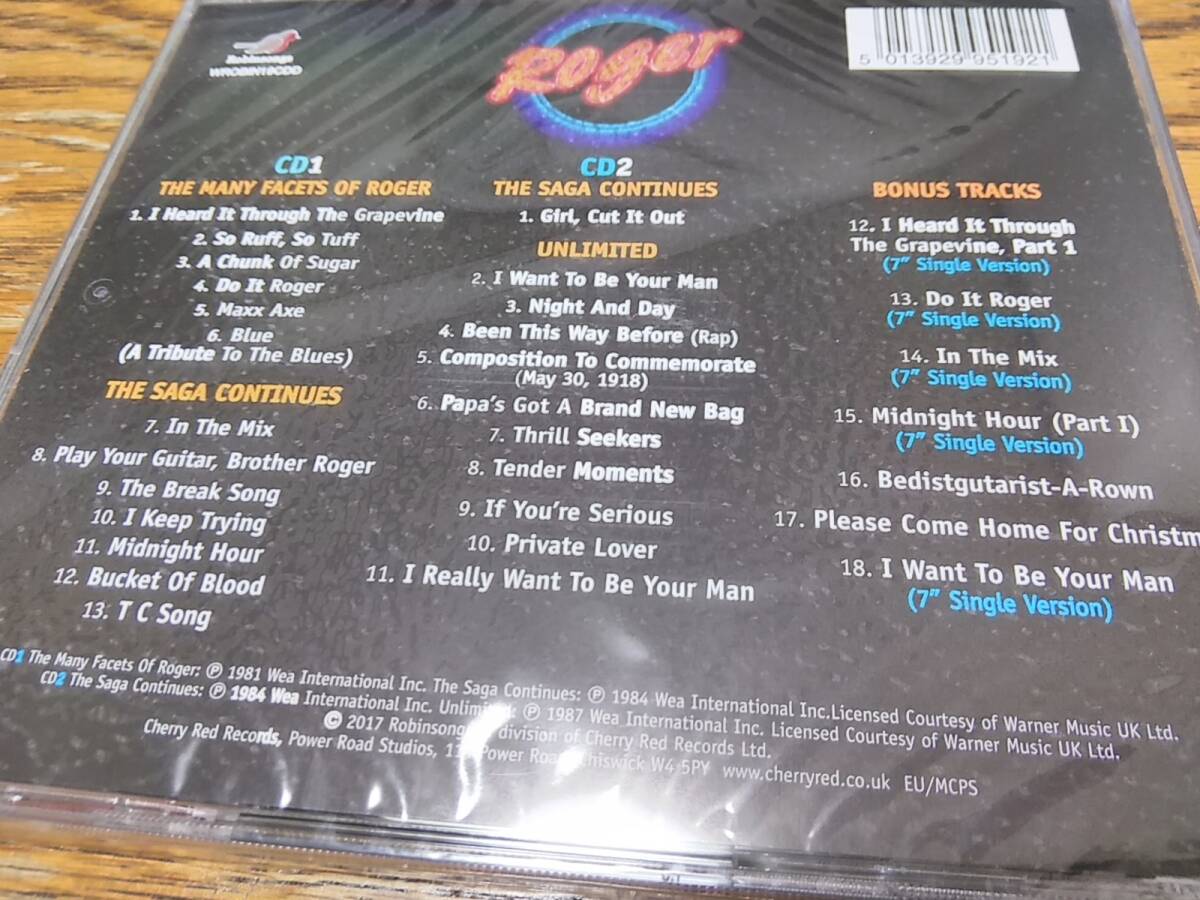 Robinsongs
WROBIN19CDD
Roger
5 013929 951921
CD1
THE MANY FACETS OF ROGER
1. I Heard It Through The Grapevine
2. So Ruff, So Tuff
3. A Chunk Of Sugar
4. Do It Roger
5. Maxx Axe
6. Blue
(A Tribute To The Blues)
THE SAGA CONTINUES
7. In The Mix
8. Play Your Guitar, Brother Roger
9. The Break Song
10. I Keep Trying
11. Midnight Hour
12. Bucket Of Blood
13. T C Song
CD2
THE SAGA CONTINUES
1. Girl, Cut It Out
UNLIMITED
2. I Want To Be Your Man
3. Night And Day
4. Been This Way Before (Rap)
5. Composition To Commemorate
(May 30, 1918)
6. Papa's Got A Brand New Bag
7. Thrill Seekers
8. Tender Moments
9. If You're Serious
10. Private Lover
11. I Really Want To Be Your Man
BONUS TRACKS
12. I Heard It Through
The Grapevine, Part 1
(7" Single Version)
13. Do It Roger
(7" Single Version)
14. In The Mix
(7" Single Version)
15. Midnight Hour (Part I)
(7" Single Version)
16. Bedistgutarist-A-Rown
17. Please Come Home For Christm
18. I Want To Be Your Man
(7" Single Version)
CD1 The Many Facets Of Roger: ℗ 1981 Wea International Inc. The Saga Continues: ℗ 1984 Wea International Inc.Licensed Courtesy of Warner Music UK Ltd.
CD2 The Saga Continues: ℗ 1984 Wea International Inc. Unlimited: ℗ 1987 Wea International Inc. Licensed Courtesy of Warner Music UK Ltd.
© 2017 Robinsong division of Cherry Red Records Ltd.
Cherry Red Records, Power Road Studios, Power Road Chiswick W4 5PY www.cherryred.co.uk EU/MCPS